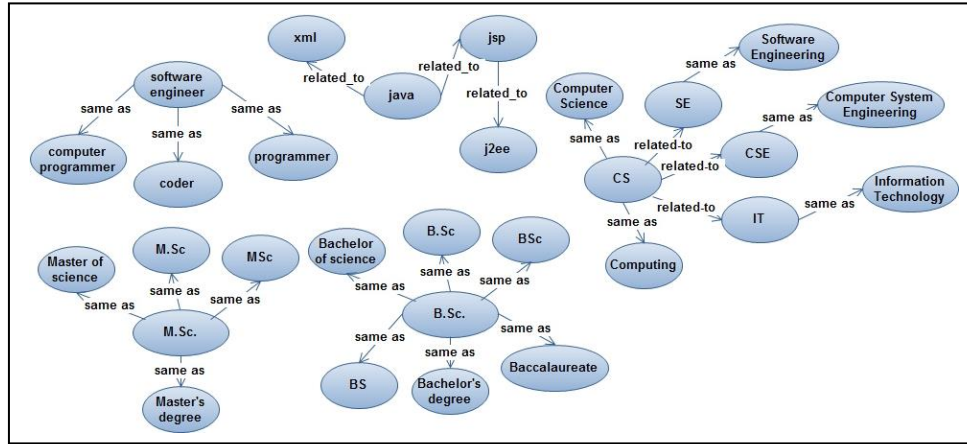 software
engineer
same as
same as
same as
computer
programmer
coder
programmer
xml
jsp
related_to
related_to
java
related_to
j2ee
Software
Engineering
same as
Computer
Science
SE
Computer System
Engineering
same as
same as
related-to
CSE
CS
related-to
related-to
Information
Technology
IT
same as
same as
Computing
Master of
science
M.Sc
MSc
same as
same as
same as
M.Sc.
same as
Master's
degree
Bachelor
of science
B.Sc
BSc
same as
same as
same as
B.Sc.
same as
same as
same as
BS
Bachelor's
degree
Baccalaureate